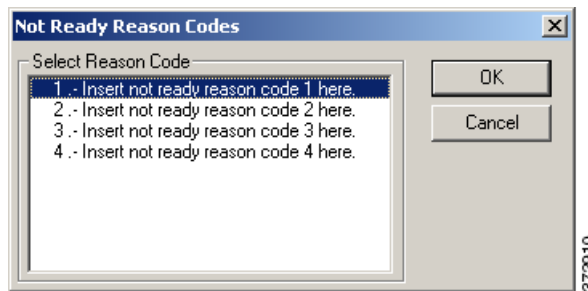 Not Ready Reason Codes
Select Reason Code
1 .- Insert not ready reason code 1 here.
2 .- Insert not ready reason code 2 here.
3 .- Insert not ready reason code 3 here.
4 .- Insert not ready reason code 4 here.
OK
Cancel